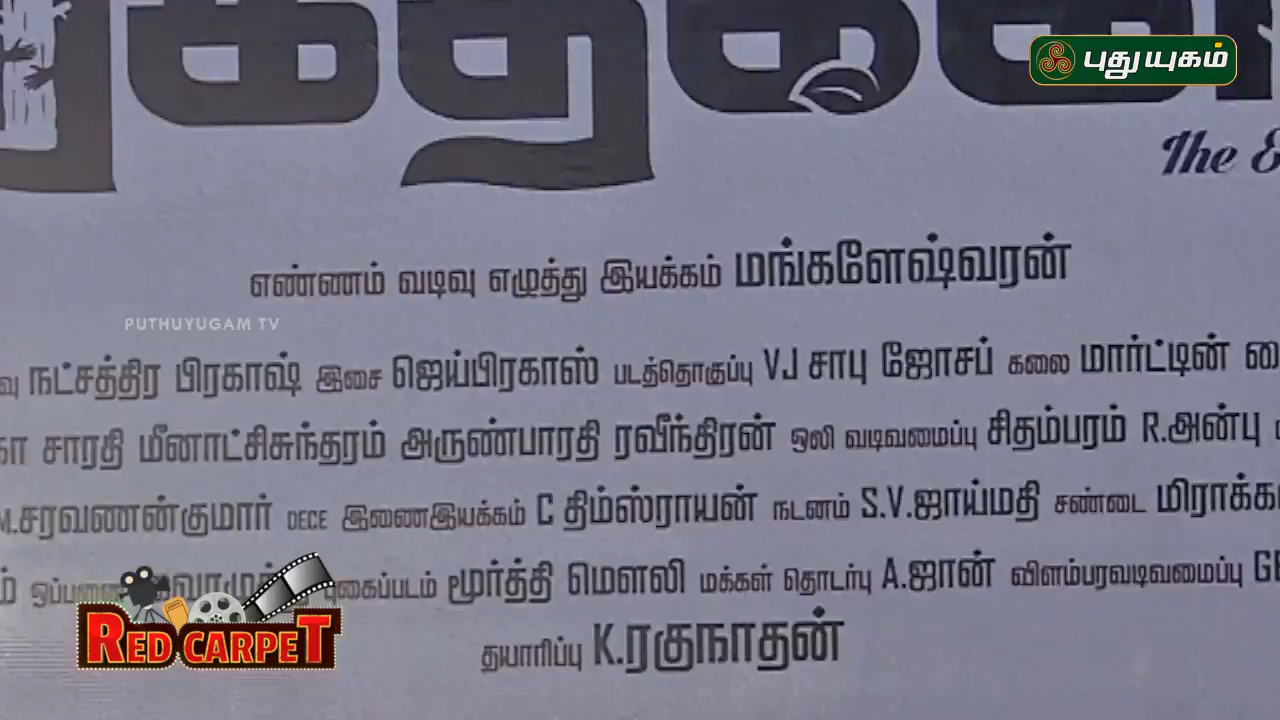 புதுயுகம்
The
எண்ணம் வடிவு எழுத்து இயக்கம் மங்களேஷ்வரன்
PUTHUYUGAM TV
நட்சத்திர பிரகாஷ் இசை ஜெய்பிரகாஸ் படத்தொகுப்பு VJ சாபு ஜோசப் கலை மார்ட்டின்
சாரதி மீனாட்சிசுந்தரம் அருண்பாரதி ரவீந்திரன் ஒலி வடிவமைப்பு சிதம்பரம் R.அன்பு
M.சரவணன்குமார் DECE இணைஇயக்கம் C திம்ஸ்ராயன் நடனம் S.V.ஜாய்மதி சண்டை
மூர்த்தி மௌலி மக்கள் தொடர்பு A.ஜான் விளம்பரவடிவமைப்பு
தயாரிப்பு K.ரகுநாதன்
RED CARPET